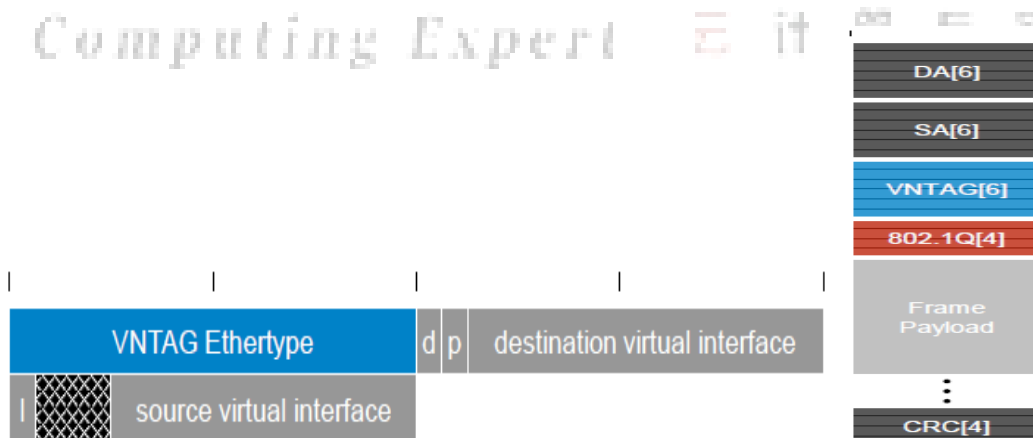 Computing Expert
it
DA[6]
SA[6]
VNTAG[6]
802.1Q[4]
Frame
Payload
CRC[4]
VNTAG Ethertype
d
p
destination virtual interface
l
source virtual interface